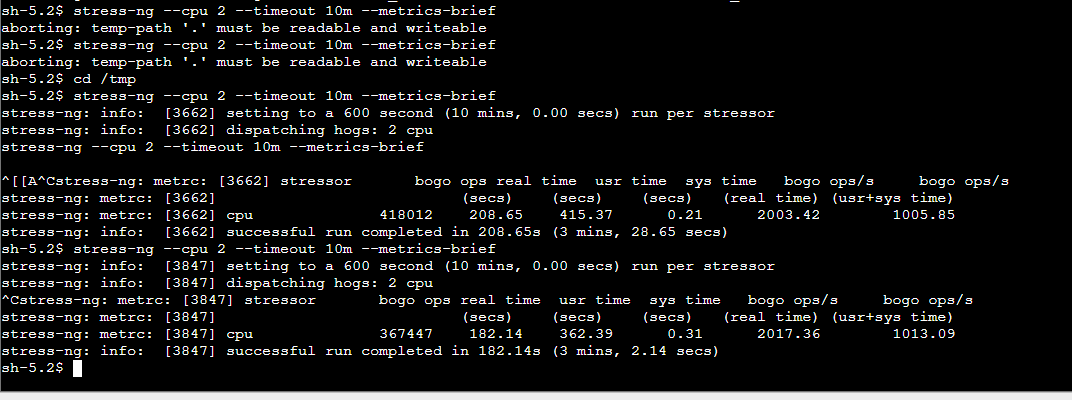 sh-5.2$ stress-ng --cpu 2 --timeout 10m --metrics-brief
aborting: temp-path '.' must be readable and writeable
sh-5.2$ stress-ng --cpu 2 --timeout 10m --metrics-brief
aborting: temp-path '.' must be readable and writeable
sh-5.2$ cd /tmp
sh-5.2$ stress-ng --cpu 2 --timeout 10m --metrics-brief
stress-ng: info:  [3662] setting to a 600 second (10 mins, 0.00 secs) run per stressor
stress-ng: info:  [3662] dispatching hogs: 2 cpu
stress-ng --cpu 2 --timeout 10m --metrics-brief
^[[A^Cstress-ng: metrc: [3662] stressor       bogo ops real time  usr time  sys time   bogo ops/s     bogo ops/s
stress-ng: metrc: [3662]                           (secs)    (secs)    (secs)   (real time) (usr+sys time)
stress-ng: metrc: [3662] cpu              418012    208.65    415.37      0.21      2003.42        1005.85
stress-ng: info:  [3662] successful run completed in 208.65s (3 mins, 28.65 secs)
sh-5.2$ stress-ng --cpu 2 --timeout 10m --metrics-brief
stress-ng: info:  [3847] setting to a 600 second (10 mins, 0.00 secs) run per stressor
stress-ng: info:  [3847] dispatching hogs: 2 cpu
^Cstress-ng: metrc: [3847] stressor       bogo ops real time  usr time  sys time   bogo ops/s     bogo ops/s
stress-ng: metrc: [3847]                           (secs)    (secs)    (secs)   (real time) (usr+sys time)
stress-ng: metrc: [3847] cpu              367447    182.14    362.39      0.31      2017.36        1013.09
stress-ng: info:  [3847] successful run completed in 182.14s (3 mins, 2.14 secs)
sh-5.2$